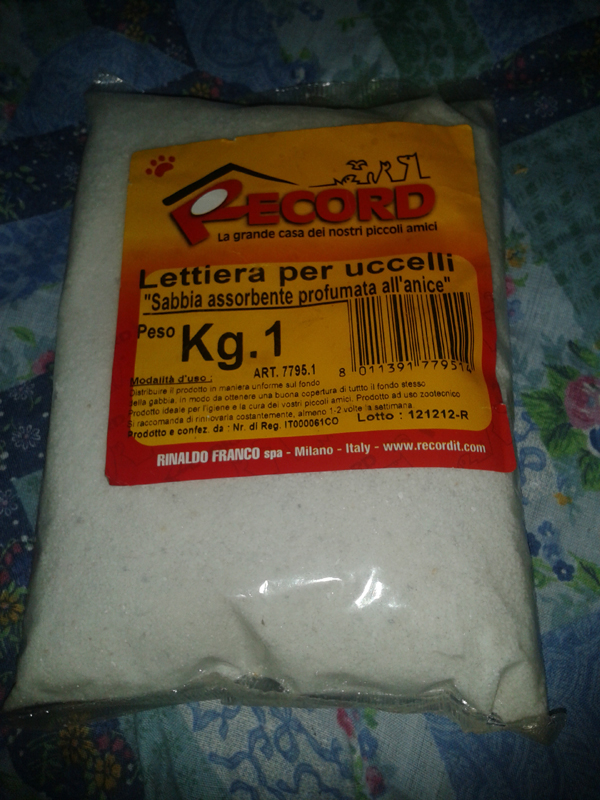 RECORD
La grande casa dei nostri piccoli amici
Lettiera per uccelli
"Sabbia assorbente profumata all'anice"
Peso Kg.1
ART. 7795.1
8 011391 779514
Modalità d'uso :
Distribuire il prodotto in maniera uniforme sul fondo
della gabbia, in modo da ottenere una buona copertura di tutto il fondo stesso
Prodotto ideale per l'igiene e la cura dei vostri piccoli amici. Prodotto ad uso zootecnico
Si raccomanda di rinnovarla costantemente, almeno 1-2 volte la settimana
Lotto : 121212-R
Prodotto e confez. da : Nr. di Reg. IT000061CO
RINALDO FRANCO spa - Milano - Italy - www.recordit.com